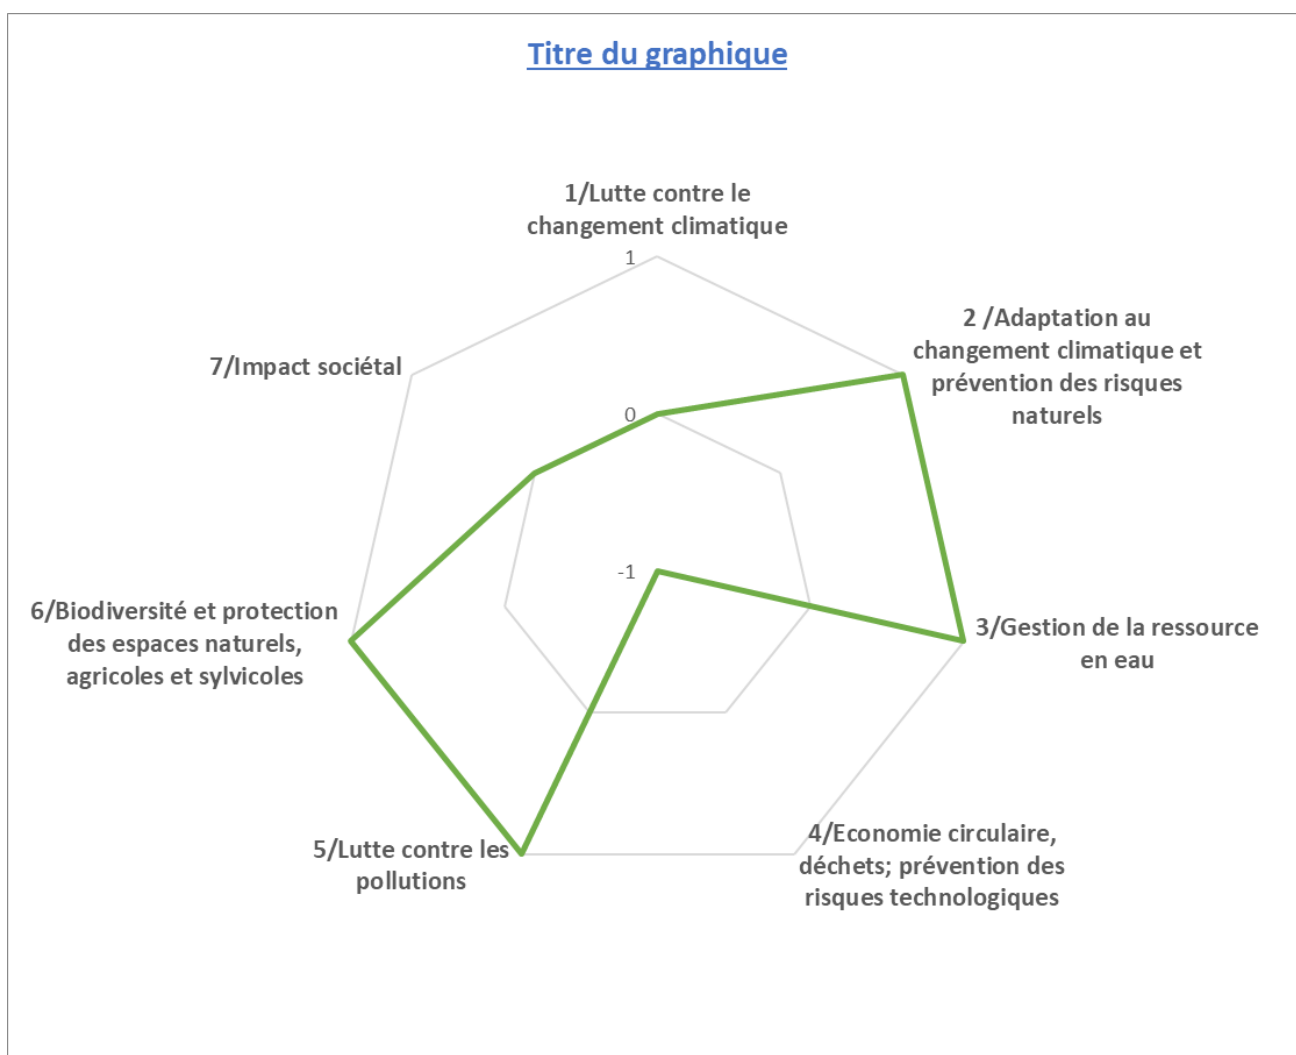 Titre du graphique
1/Lutte contre le
changement climatique
1
2 /Adaptation au
changement climatique et
prévention des risques
naturels
7/Impact sociétal
0
-1
6/Biodiversité et protection
des espaces naturels,
agricoles et sylvicoles
3/Gestion de la ressource
en eau
5/Lutte contre les
pollutions
4/Economie circulaire,
déchets; prévention des
risques technologiques